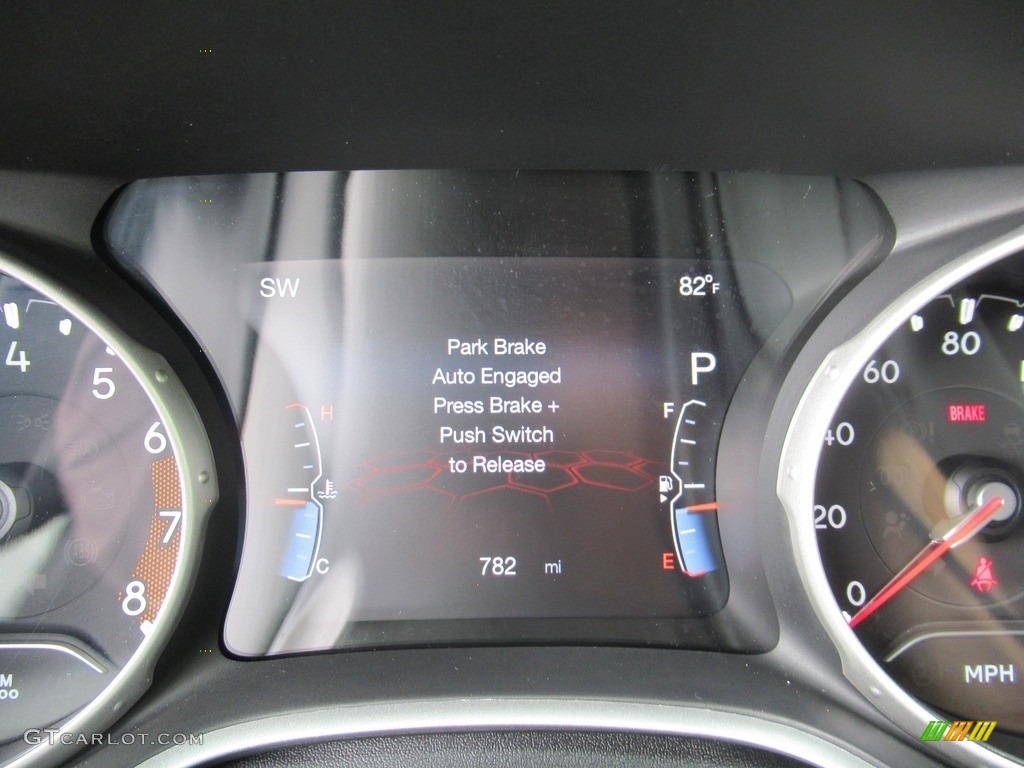 SW
82°F
Park Brake
Auto Engaged
Press Brake +
Push Switch
to Release
P
H
C
F
E
782 mi
4
5
6
7
8
80
60
40
20
0
BRAKE
MPH
GTCARLOT.COM